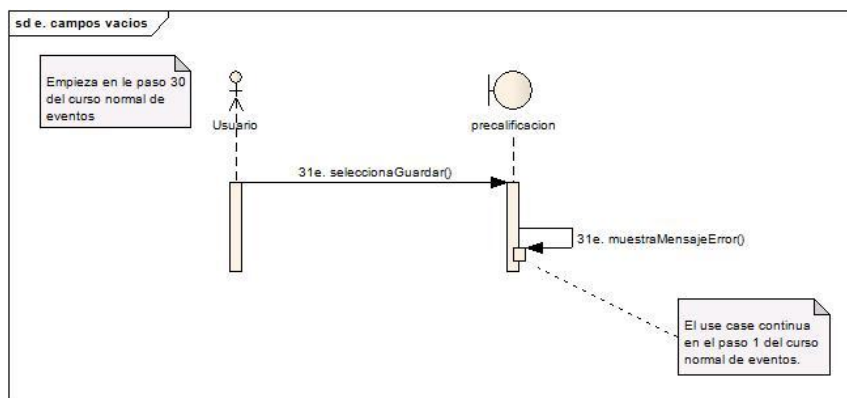 sd e. campos vacios
Empieza en le paso 30
del curso normal de
eventos
Usuario
precalificacion
31e. seleccionaGuardar()
31e. muestraMensajeError()
El use case continua
en el paso 1 del curso
normal de eventos.